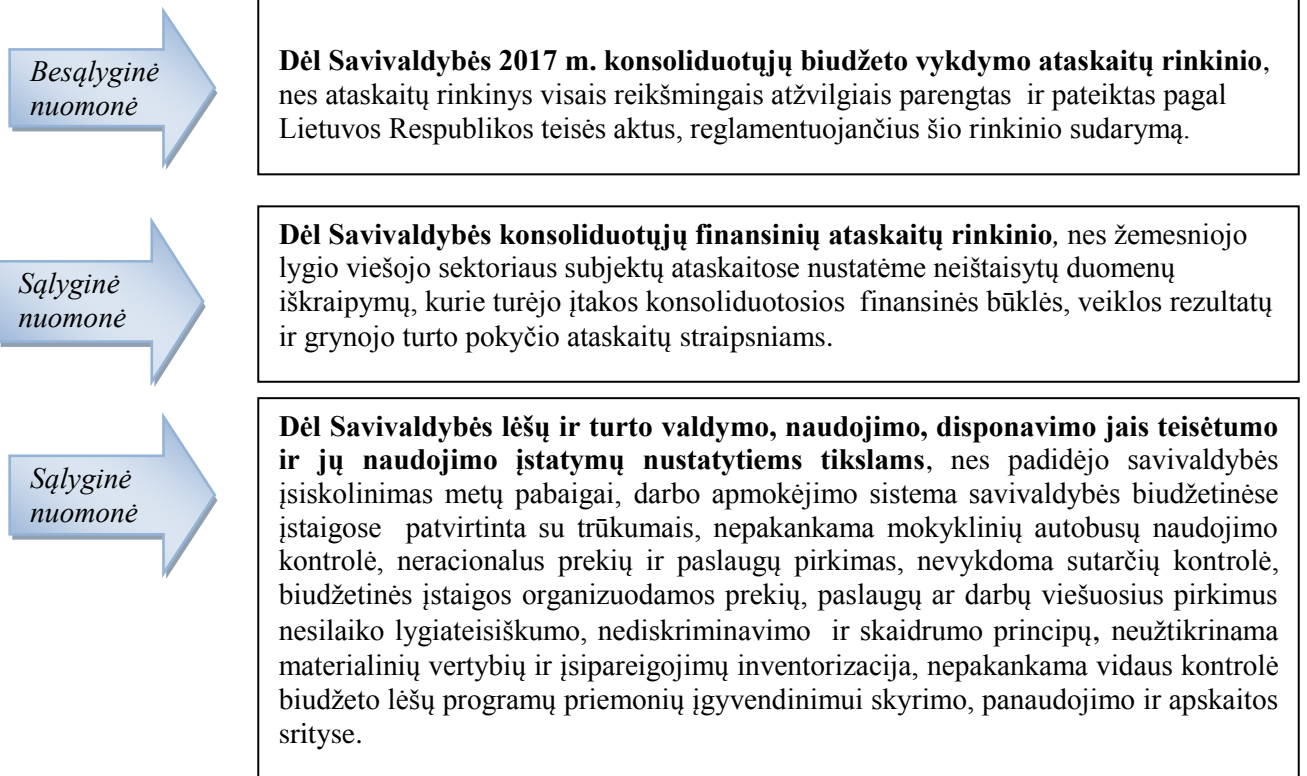 Besąlyginė
nuomonė
Dėl Savivaldybės 2017 m. konsoliduotųjų biudžeto vykdymo ataskaitų rinkinio,
nes ataskaitų rinkinys visais reikšmingais atžvilgiais parengtas ir pateiktas pagal
Lietuvos Respublikos teisės aktus, reglamentuojančius šio rinkinio sudarymą.
Sąlyginė
nuomonė
Dėl Savivaldybės konsoliduotųjų finansinių ataskaitų rinkinio, nes žemesniojo
lygio viešojo sektoriaus subjektų ataskaitose nustatėme neištaisytų duomenų
iškraipymų, kurie turėjo įtakos konsoliduotosios finansinės būklės, veiklos rezultatų
ir grynojo turto pokyčio ataskaitų straipsniams.
Sąlyginė
nuomonė
Dėl Savivaldybės lėšų ir turto valdymo, naudojimo, disponavimo jais teisėtumo
ir jų naudojimo įstatymų nustatytiems tikslams, nes padidėjo savivaldybės
įsiskolinimas metų pabaigai, darbo apmokėjimo sistema savivaldybės biudžetinėse
įstaigose patvirtinta su trūkumais, nepakankama mokyklinių autobusų naudojimo
kontrolė, neracionalus prekių ir paslaugų pirkimas, nevykdoma sutarčių kontrolė,
biudžetinės įstaigos organizuodamos prekių, paslaugų ar darbų viešuosius pirkimus
nesilaiko lygiateisiškumo, nediskriminavimo ir skaidrumo principų, neužtikrinama
materialinių vertybių ir įsipareigojimų inventorizacija, nepakankama vidaus kontrolė
biudžeto lėšų programų priemonių įgyvendinimui skyrimo, panaudojimo ir apskaitos
srityse.